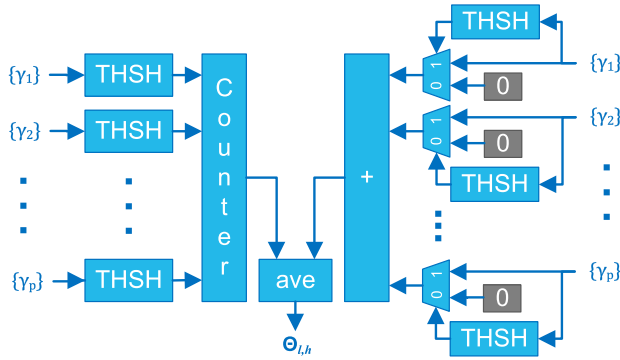 THSH
{γ₁} THSH 0 1 {γ₁}
0
{γ₂} THSH 0 1 {γ₂}
0
THSH
Counter
+
{γₚ} THSH ave 0 1 {γₚ}
0
THSH
Θₗ,ₕ